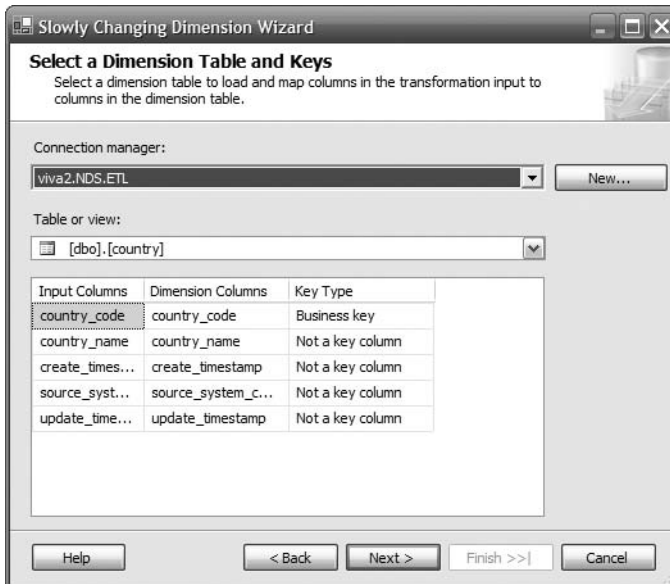 Slowly Changing Dimension Wizard
Select a Dimension Table and Keys
Select a dimension table to load and map columns in the transformation input to
columns in the dimension table.
Connection manager:
viva2.NDS.ETL New...
Table or view:
[dbo].[country]
Input Columns Dimension Columns Key Type
country_code country_code Business key
country_name country_name Not a key column
create_times... create_timestamp Not a key column
source_syst... source_system_c... Not a key column
update_time... update_timestamp Not a key column
Help < Back Next > Finish >>| Cancel